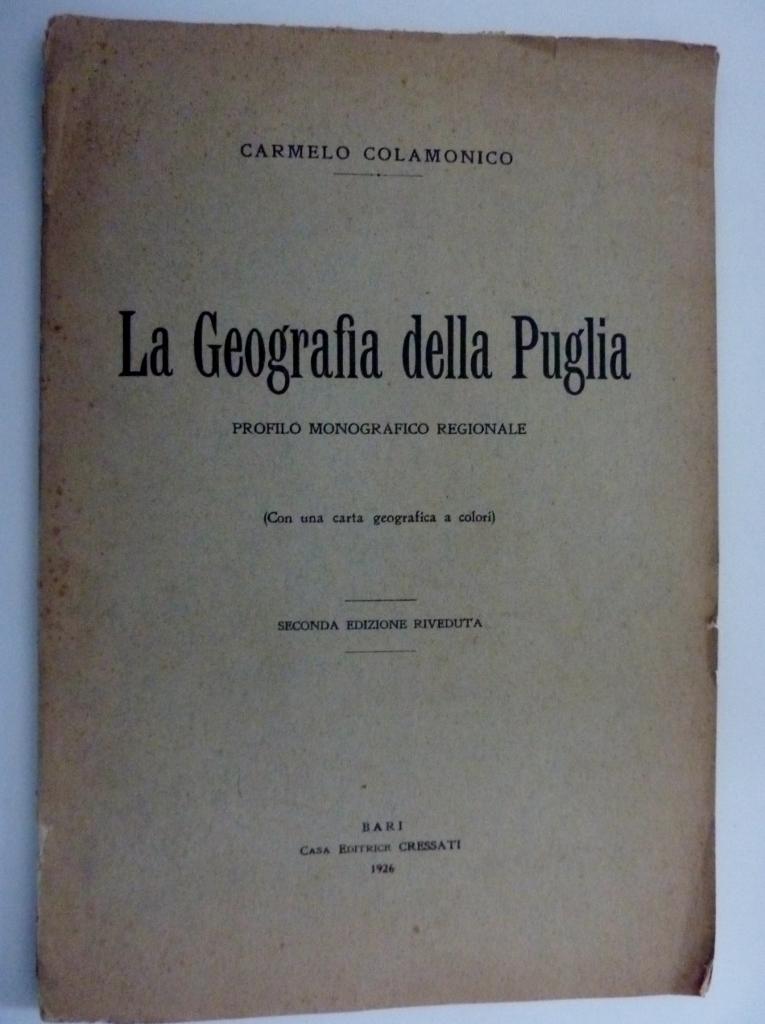 CARMELO COLAMONICO
La Geografia della Puglia
PROFILO MONOGRAFICO REGIONALE
(Con una carta geografica a colori)
SECONDA EDIZIONE RIVEDUTA
BARI
CASA EDITRICE CRESSATI
1926